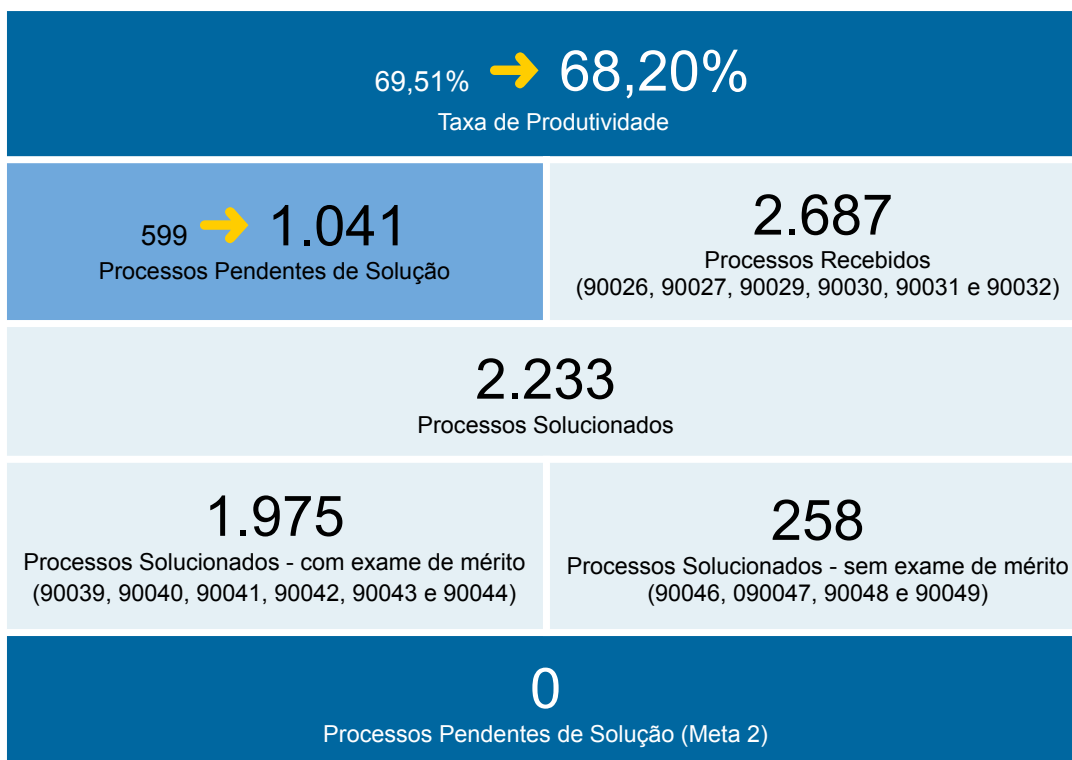 69,51% ➜ 68,20%
Taxa de Produtividade
599 ➜ 1.041
Processos Pendentes de Solução
2.687
Processos Recebidos
(90026, 90027, 90029, 90030, 90031 e 90032)
2.233
Processos Solucionados
1.975
Processos Solucionados - com exame de mérito
(90039, 90040, 90041, 90042, 90043 e 90044)
258
Processos Solucionados - sem exame de mérito
(90046, 090047, 90048 e 90049)
0
Processos Pendentes de Solução (Meta 2)